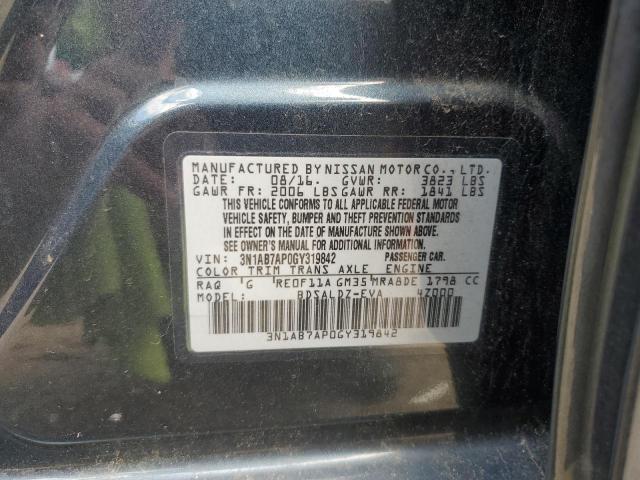 MANUFACTURED BY NISSAN MOTOR CO., LTD.
DATE: 08/16. GVWR: 3823 LBS
GAWR FR: 2006 LBS GAWR RR: 1841 LBS
THIS VEHICLE CONFORMS TO ALL APPLICABLE FEDERAL MOTOR
VEHICLE SAFETY, BUMPER AND THEFT PREVENTION STANDARDS
IN EFFECT ON THE DATE OF MANUFACTURE SHOWN ABOVE.
SEE OWNER'S MANUAL FOR ADDITIONAL INFORMATION.
VIN: 3N1AB7AP0GY319842 PASSENGER CAR.
COLOR TRIM TRANS AXLE ENGINE
RAQ G RE0F11A GM35 MRA8DE 1798 CC
MODEL: BDSALDZ-EVA 4Z000
3N1AB7AP0GY319842